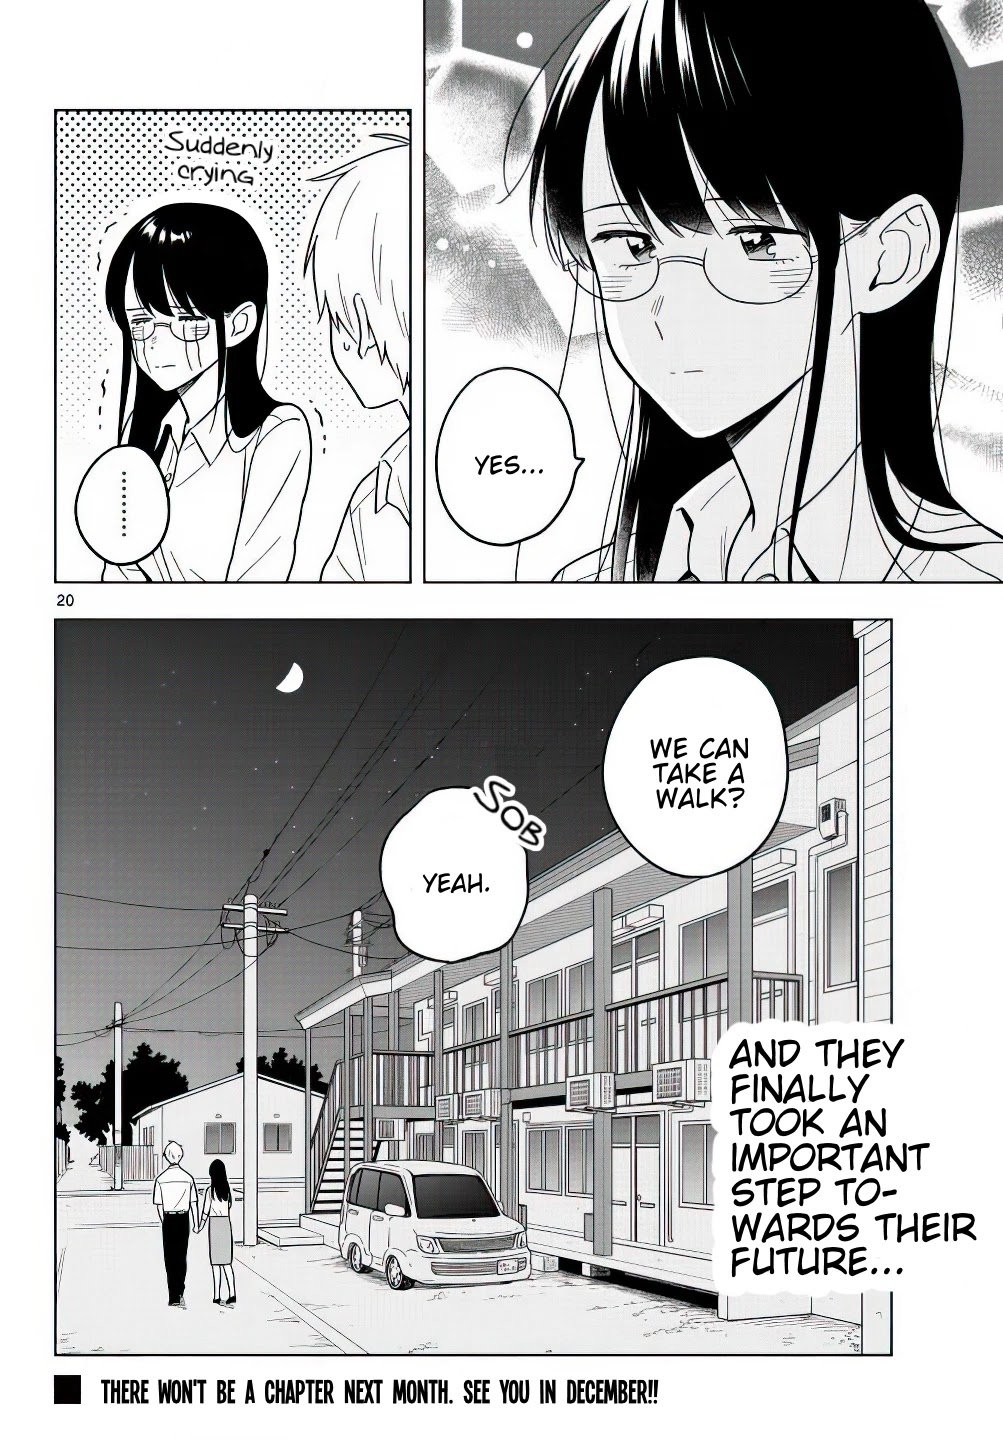 YES...
Suddenly
crying
.........
20
WE CAN
TAKE A
WALK?
SOB
YEAH.
AND THEY
FINALLY
TOOK AN
IMPORTANT
STEP TO-
WARDS THEIR
FUTURE...
THERE WON'T BE A CHAPTER NEXT MONTH. SEE YOU IN DECEMBER!!